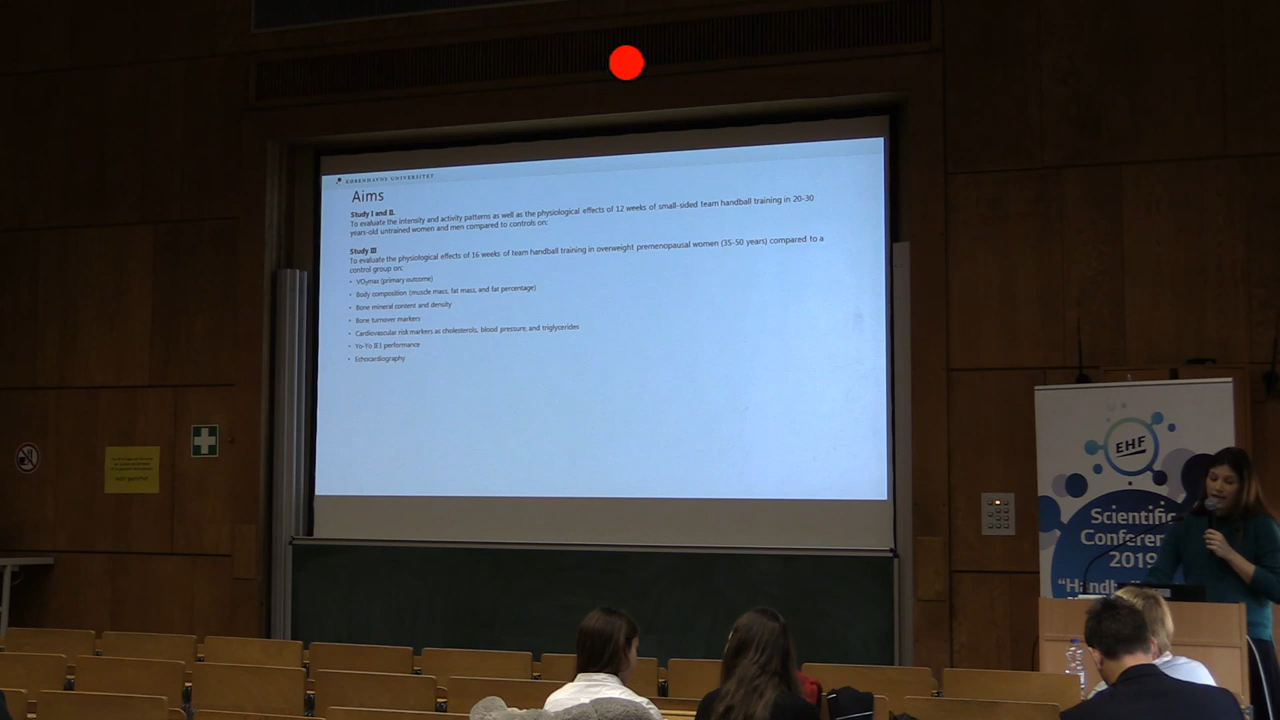 KØBENHAVNS UNIVERSITET
Aims
Study I and II.
To evaluate the intensity and activity patterns as well as the physiological effects of 12 weeks of small-sided team handball training in 20-30
years-old untrained women and men compared to controls on:
Study III
To evaluate the physiological effects of 16 weeks of team handball training in overweight premenopausal women (35-50 years) compared to a
control group on:
• VO2max (primary outcome)
• Body composition (muscle mass, fat mass, and fat percentage)
• Bone mineral content and density
• Bone turnover markers
• Cardiovascular risk markers as cholesterols, blood pressure, and triglycerides
• Yo-Yo IE1 performance
• Echocardiography
EHF
Scientific
Conferen
2019
"Handb